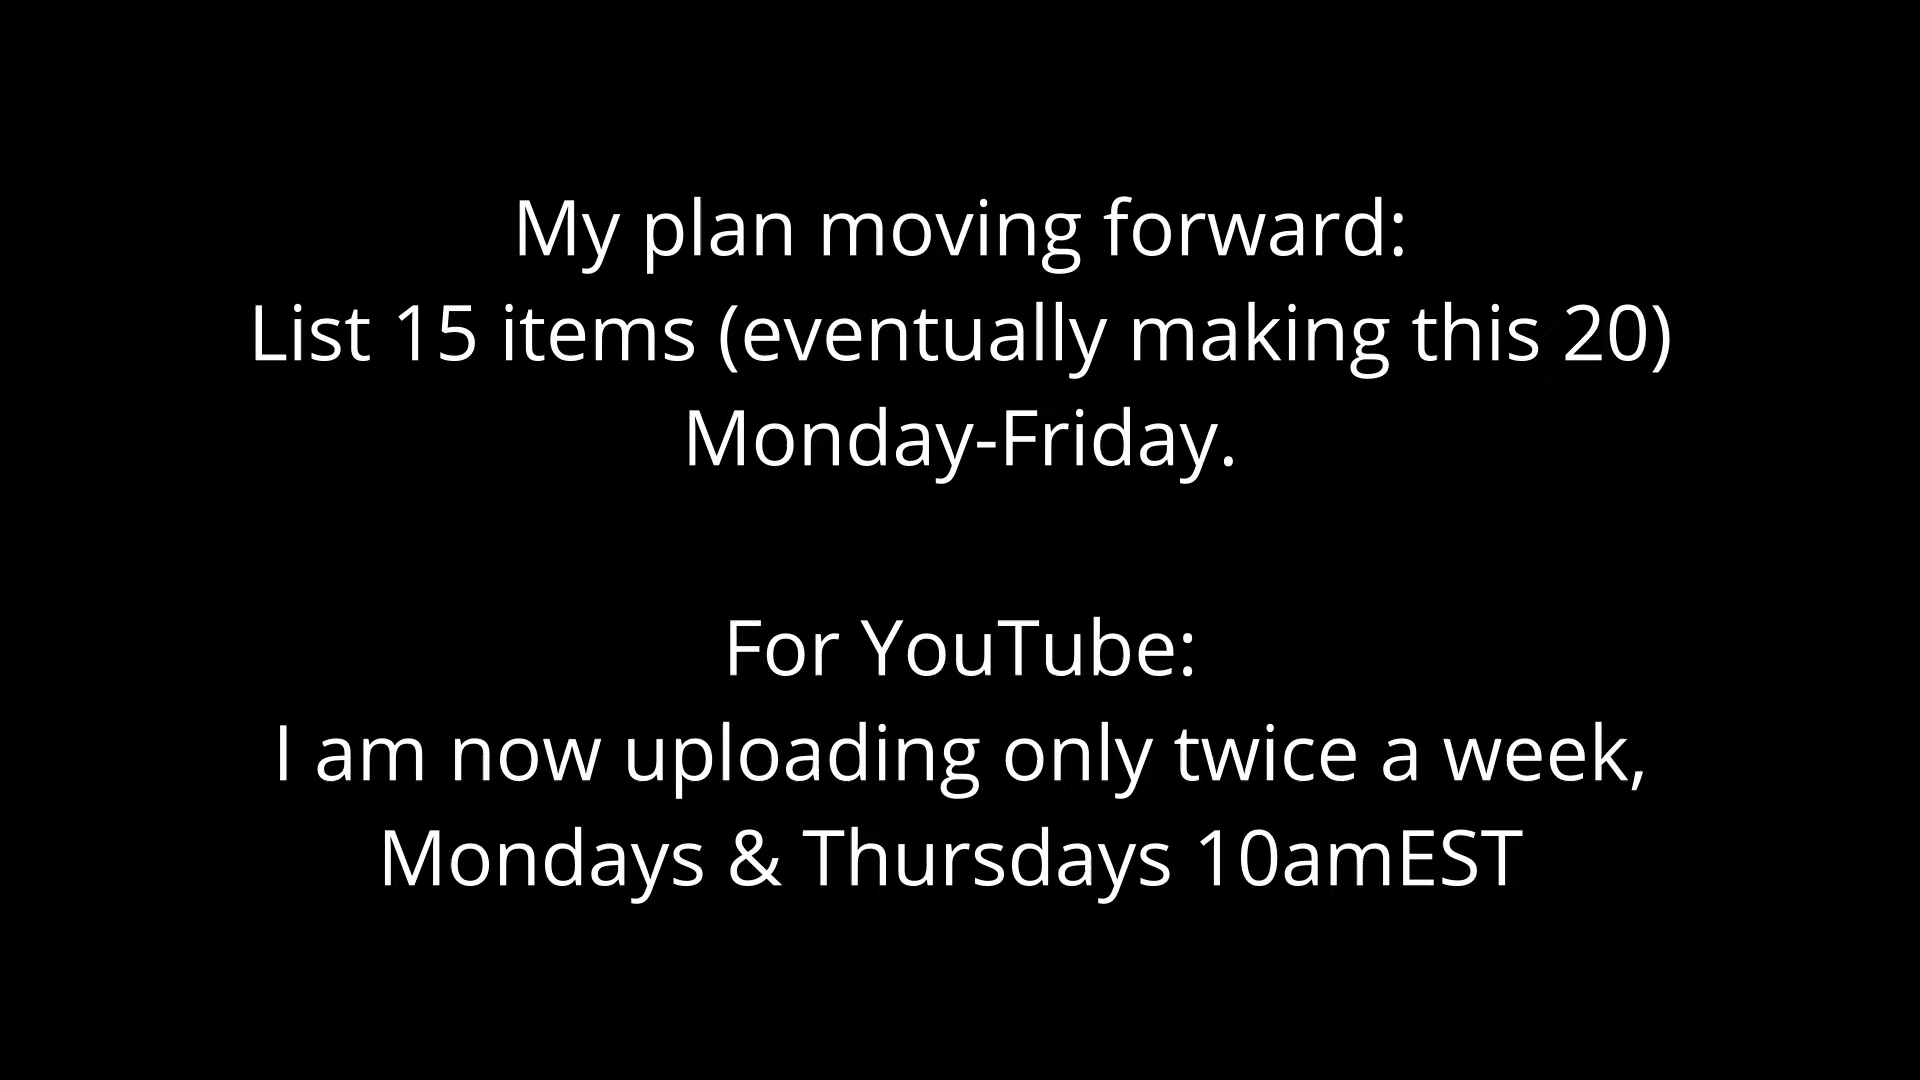 My plan moving forward:
List 15 items (eventually making this 20)
Monday-Friday.
For YouTube:
I am now uploading only twice a week,
Mondays & Thursdays 10amEST